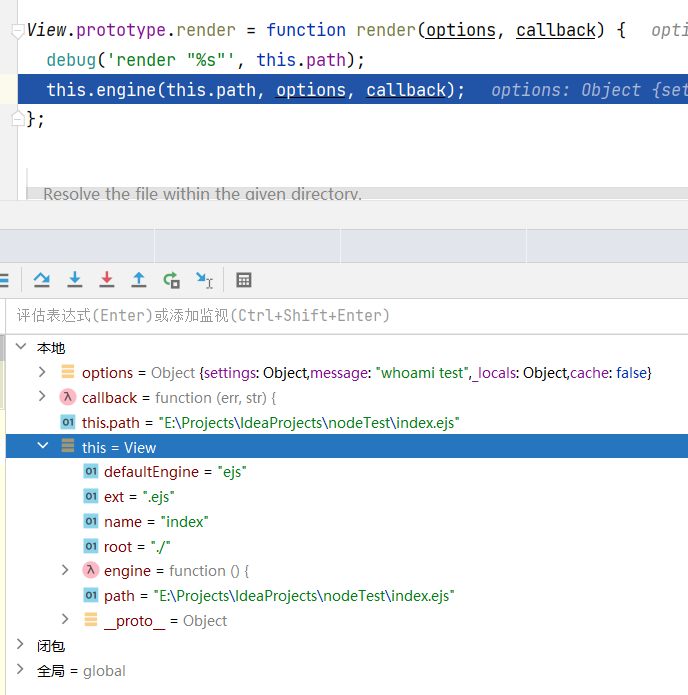 View.prototype.render = function render(options, callback) {   opti
debug('render "%s"', this.path);
this.engine(this.path, options, callback);   options: Object {set
};
Resolve the file within the given directory.
评估表达式(Enter)或添加监视(Ctrl+Shift+Enter)
本地
options = Object {settings: Object,message: "whoami test",_locals: Object,cache: false}
callback = function (err, str) {
this.path = "E:\Projects\IdeaProjects\nodeTest\index.ejs"
this = View
defaultEngine = "ejs"
ext = ".ejs"
name = "index"
root = "./"
engine = function () {
path = "E:\Projects\IdeaProjects\nodeTest\index.ejs"
__proto__ = Object
闭包
全局 = global